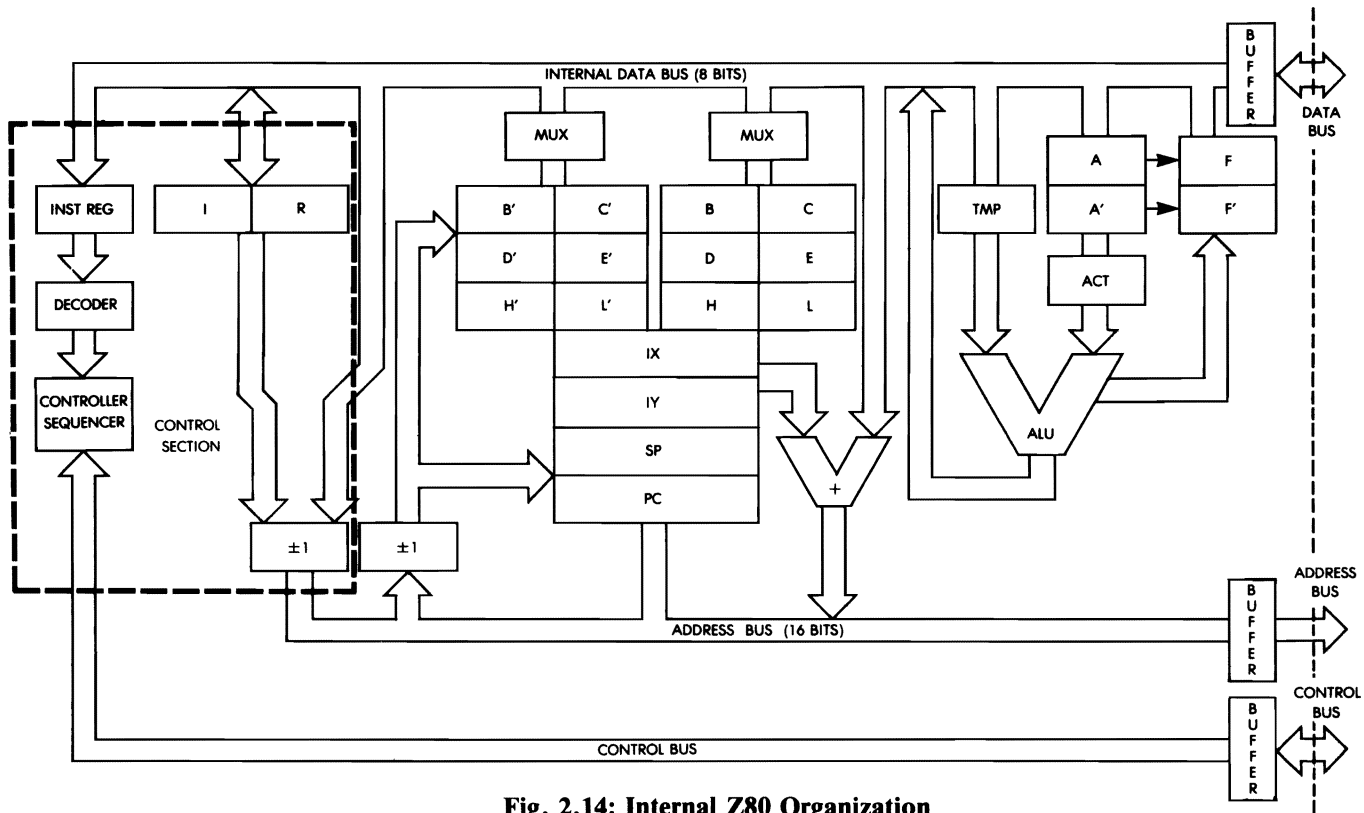 BUFFER
INTERNAL DATA BUS (8 BITS)
DATA
BUS
MUX
MUX
A
F
INST REG
I
R
B'
C'
B
C
TMP
A'
F'
D'
E'
D
E
DECODER
H'
L'
H
L
ACT
IX
CONTROLLER
SEQUENCER
CONTROL
SECTION
IY
SP
ALU
+
PC
±1
±1
ADDRESS
BUS
BUFFER
ADDRESS BUS (16 BITS)
CONTROL
BUS
BUFFER
CONTROL BUS
Fig. 2.14: Internal Z80 Organization